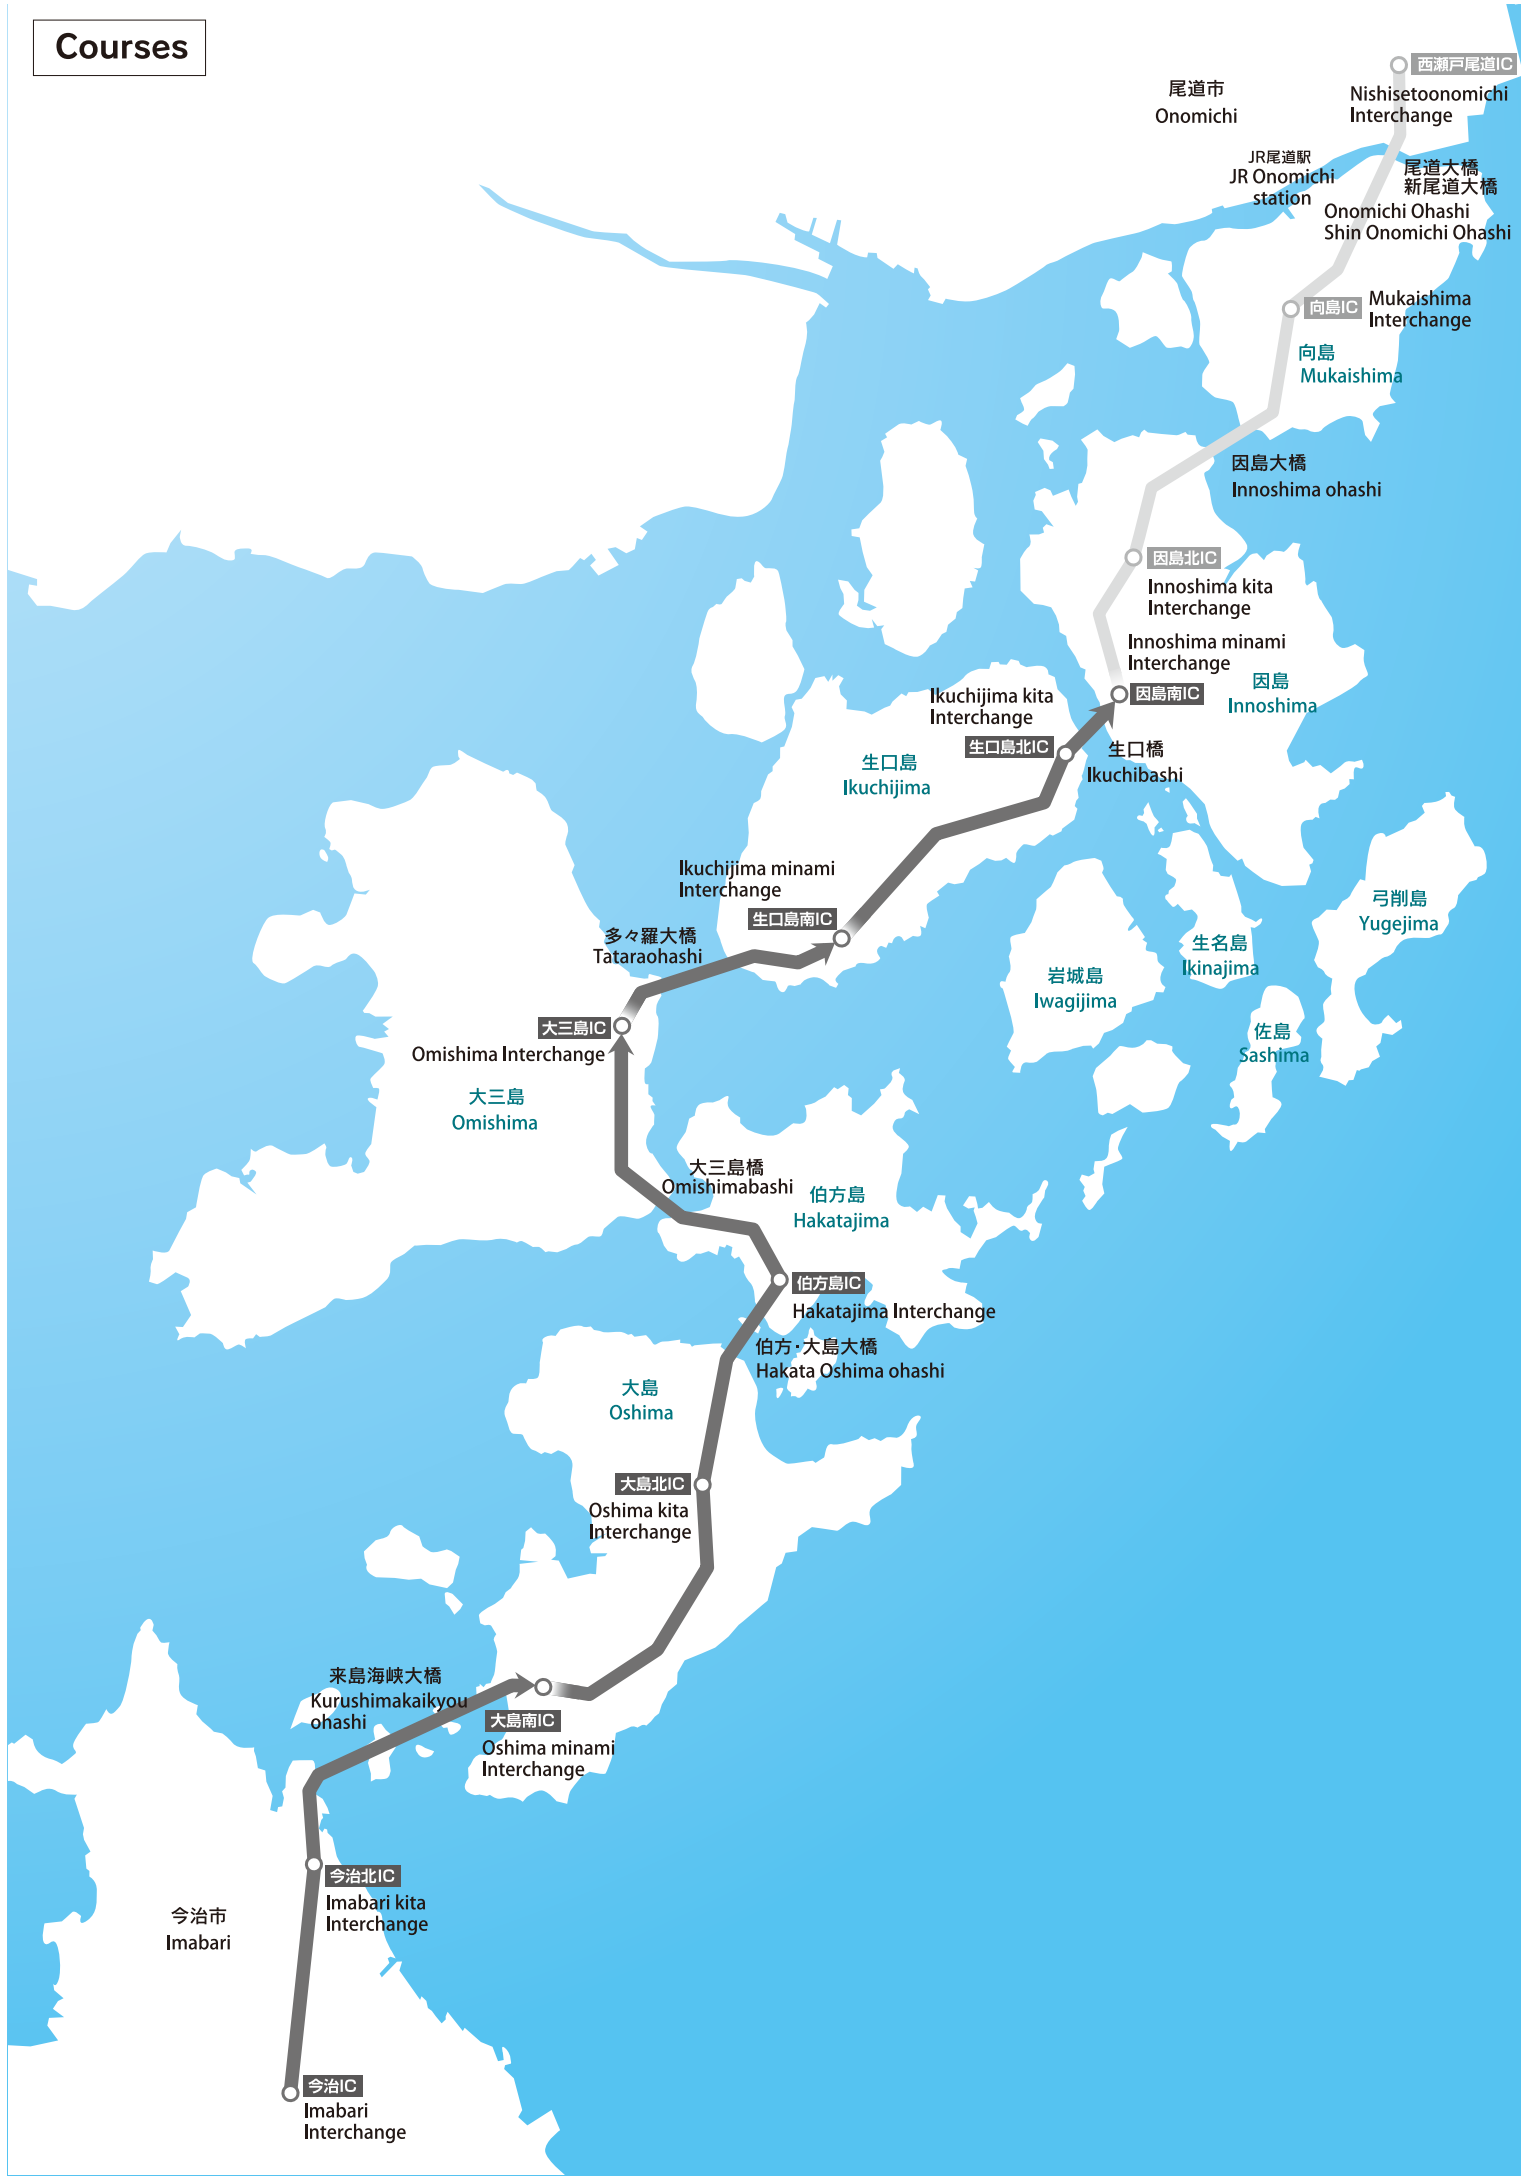 Courses
西瀬戸尾道IC
Nishisetoonomichi
Interchange
尾道市
Onomichi
JR尾道駅
JR Onomichi
station
尾道大橋
新尾道大橋
Onomichi Ohashi
Shin Onomichi Ohashi
向島IC
Mukaishima
Interchange
向島
Mukaishima
因島大橋
Innoshima ohashi
因島北IC
Innoshima kita
Interchange
Innoshima minami
Interchange
因島南IC
因島
Innoshima
Ikuchijima kita
Interchange
生口島北IC
生口橋
Ikuchibashi
生口島
Ikuchijima
Ikuchijima minami
Interchange
生口島南IC
弓削島
Yugejima
生名島
Ikinajima
岩城島
Iwagijima
佐島
Sashima
多々羅大橋
Tataraohashi
大三島IC
Omishima Interchange
大三島
Omishima
大三島橋
Omishimabashi
伯方島
Hakatajima
伯方島IC
Hakatajima Interchange
伯方・大島大橋
Hakata Oshima ohashi
大島
Oshima
大島北IC
Oshima kita
Interchange
来島海峡大橋
Kurushimakaikyou
ohashi
大島南IC
Oshima minami
Interchange
今治北IC
Imabari kita
Interchange
今治市
Imabari
今治IC
Imabari
Interchange